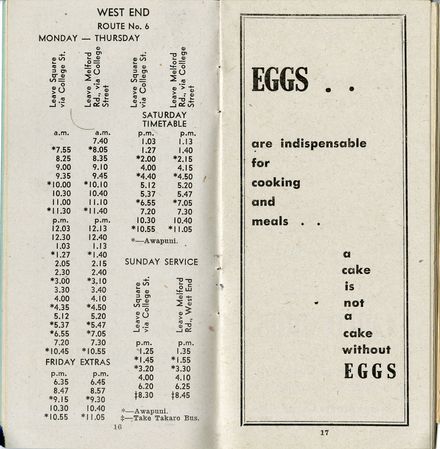 WEST END
ROUTE No. 6
MONDAY — THURSDAY
Leave Square
via College St.
Leave Melford
Rd., via College
Street
a.m. a.m.
7.40
*7.55 *8.05
8.25 8.35
9.00 9.10
9.35 9.45
*10.00 *10.10
10.30 10.40
11.00 11.10
*11.30 *11.40
p.m. p.m.
12.03 12.13
12.30 12.40
1.03 1.13
*1.27 *1.40
2.05 2.15
2.30 2.40
*3.00 *3.10
3.30 3.40
4.00 4.10
*4.35 *4.50
5.12 5.20
*5.37 *5.47
*6.55 *7.05
7.20 7.30
*10.45 *10.55
FRIDAY EXTRAS
p.m. p.m.
6.35 6.45
8.47 8.57
*9.15 *9.30
10.30 10.40
*10.55 *11.05
Leave Square
via College St.
Leave Melford
Rd., via College
Street
SATURDAY
TIMETABLE
p.m. p.m.
1.03 1.13
1.27 1.40
*2.00 *2.15
4.00 4.15
*4.40 *4.50
5.12 5.20
5.37 5.47
*6.55 *7.05
7.20 7.30
10.30 10.40
*10.55 *11.05
*—Awapuni.
SUNDAY SERVICE
Leave Square
via College St.
Leave Melford
Rd., West End
p.m. p.m.
*1.25 1.35
*1.45 *1.55
*3.20 *3.30
4.00 4.10
6.20 6.25
‡8.30 ‡8.45
*—Awapuni.
‡—Take Takaro Bus.
16
EGGS . .
are indispensable
for
cooking
and
meals . .
a
cake
is
not
a
cake
without
EGGS
17